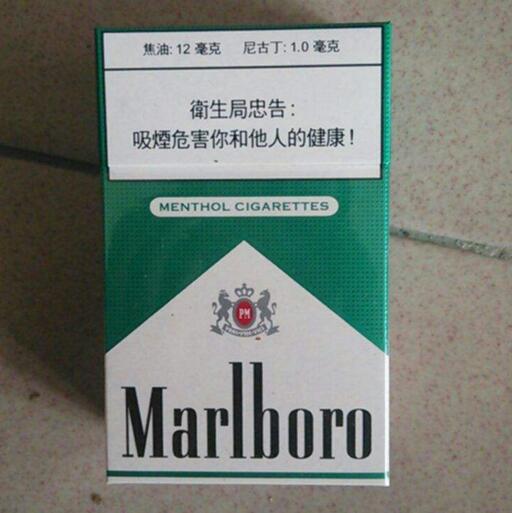 焦油: 12 毫克 尼古丁: 1.0 毫克
衛生局忠告:
吸煙危害你和他人的健康!
MENTHOL CIGARETTES
PM
Marlboro